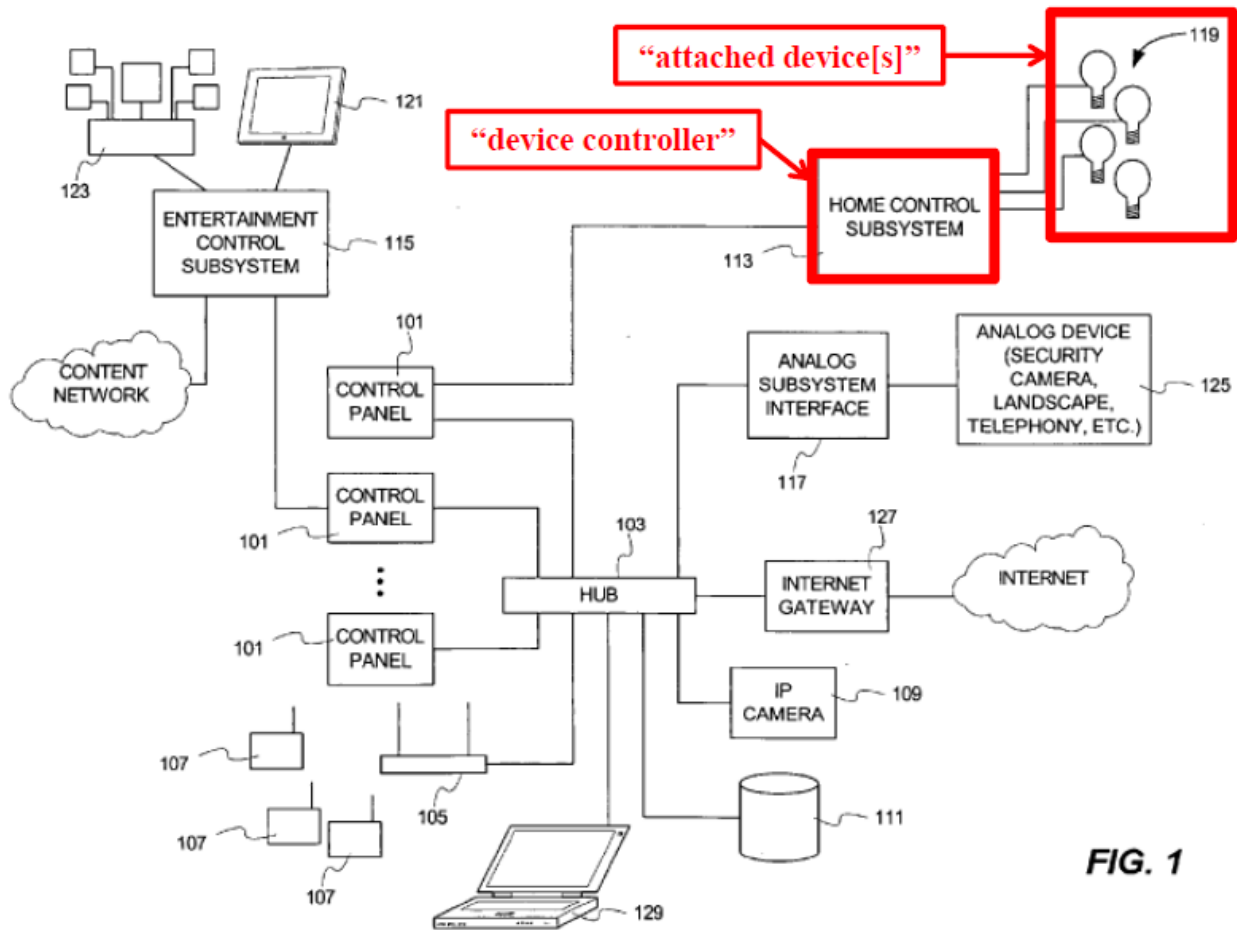 “attached device[s]”
119
“device controller”
121
123
HOME CONTROL
SUBSYSTEM
113
ENTERTAINMENT
CONTROL
SUBSYSTEM
115
CONTENT
NETWORK
101
CONTROL
PANEL
ANALOG
SUBSYSTEM
INTERFACE
117
ANALOG DEVICE
(SECURITY
CAMERA,
LANDSCAPE,
TELEPHONY, ETC.)
125
CONTROL
PANEL
101
103
HUB
127
INTERNET
GATEWAY
INTERNET
101
CONTROL
PANEL
IP
CAMERA
109
107
105
107
107
111
129
FIG. 1